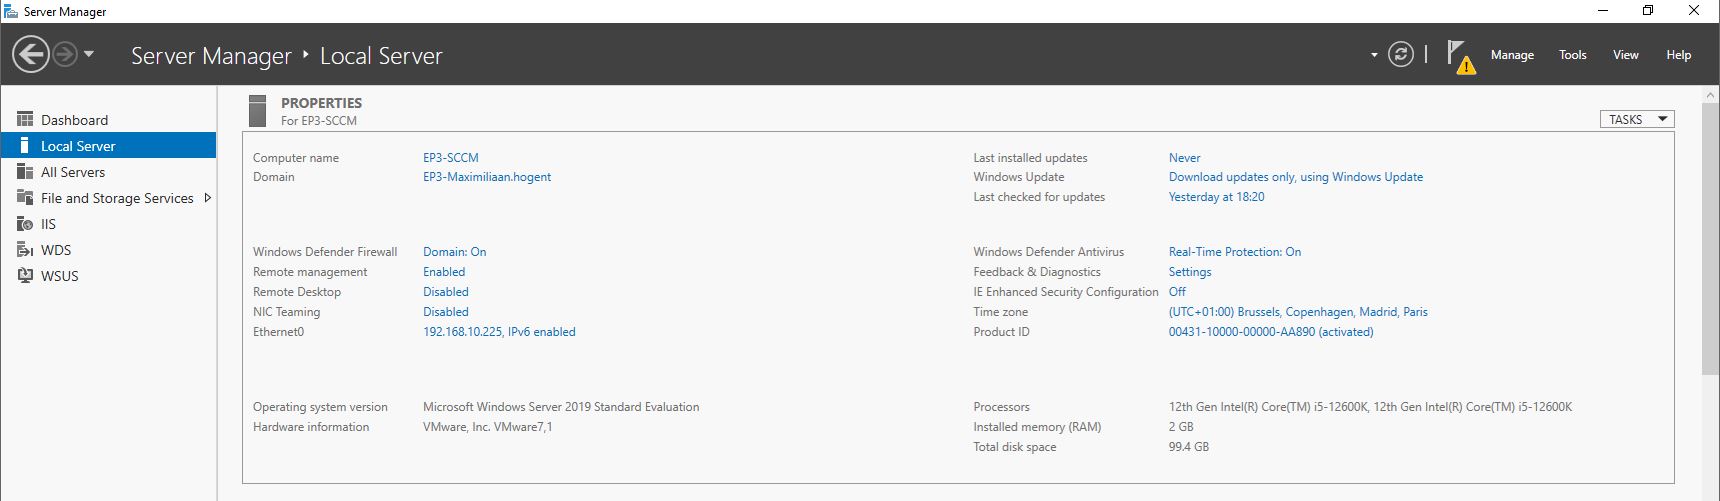 Server Manager
Server Manager ‣ Local Server
Manage Tools View Help
Dashboard
Local Server
All Servers
File and Storage Services
IIS
WDS
WSUS
PROPERTIES
For EP3-SCCM
TASKS
Computer name EP3-SCCM
Domain EP3-Maximiliaan.hogent
Last installed updates Never
Windows Update Download updates only, using Windows Update
Last checked for updates Yesterday at 18:20
Windows Defender Firewall Domain: On
Remote management Enabled
Remote Desktop Disabled
NIC Teaming Disabled
Ethernet0 192.168.10.225, IPv6 enabled
Windows Defender Antivirus Real-Time Protection: On
Feedback & Diagnostics Settings
IE Enhanced Security Configuration Off
Time zone (UTC+01:00) Brussels, Copenhagen, Madrid, Paris
Product ID 00431-10000-00000-AA890 (activated)
Operating system version Microsoft Windows Server 2019 Standard Evaluation
Hardware information VMware, Inc. VMware7,1
Processors 12th Gen Intel(R) Core(TM) i5-12600K, 12th Gen Intel(R) Core(TM) i5-12600K
Installed memory (RAM) 2 GB
Total disk space 99.4 GB